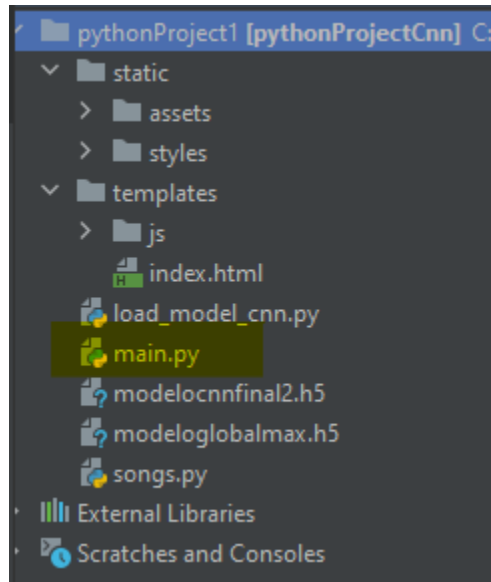 pythonProject1 [pythonProjectCnn] C:
static
assets
styles
templates
js
index.html
load_model_cnn.py
main.py
modelocnnfinal2.h5
modeloglobalmax.h5
songs.py
External Libraries
Scratches and Consoles